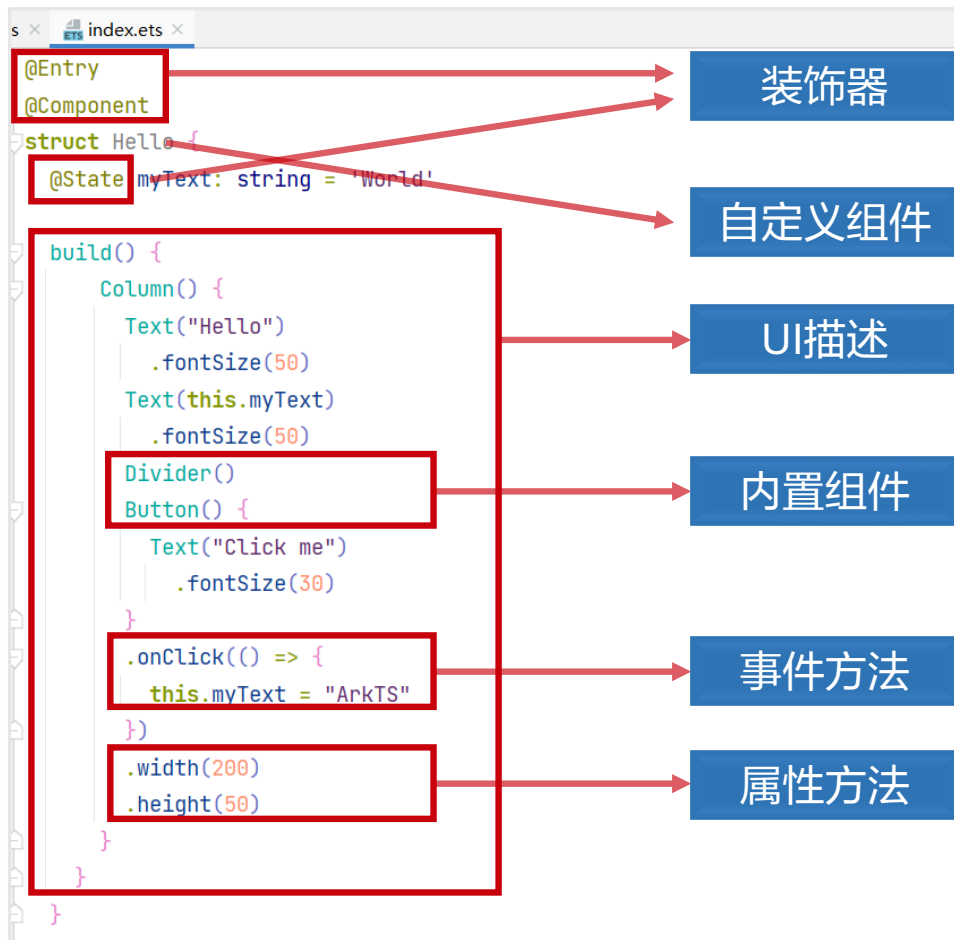 s
index.ets
@Entry
@Component
struct Hello {
@State myText: string = 'World'
build() {
Column() {
Text("Hello")
.fontSize(50)
Text(this.myText)
.fontSize(50)
Divider()
Button() {
Text("Click me")
.fontSize(30)
}
.onClick(() => {
this.myText = "ArkTS"
})
.width(200)
.height(50)
}
}
}
装饰器
自定义组件
UI描述
内置组件
事件方法
属性方法
ETS